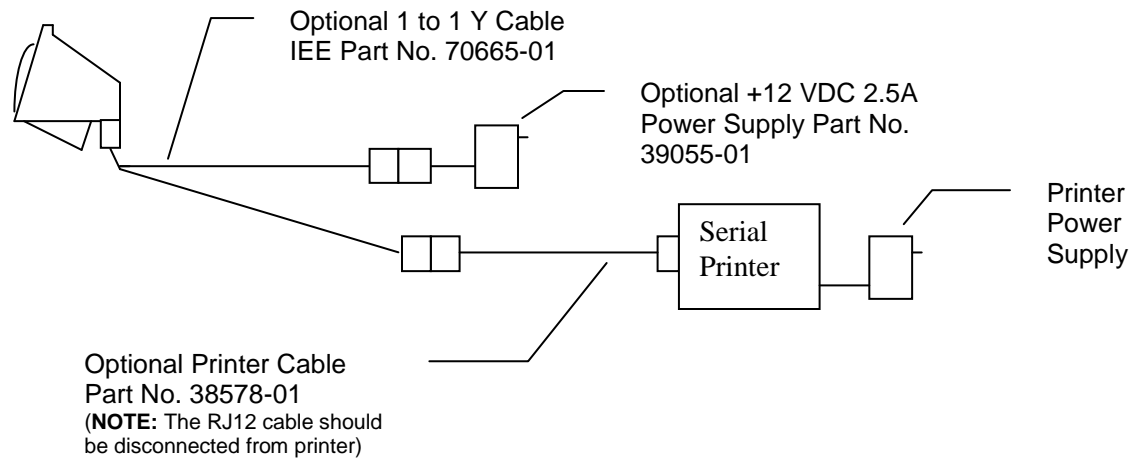 Optional 1 to 1 Y Cable
IEE Part No. 70665-01
Optional +12 VDC 2.5A
Power Supply Part No.
39055-01
Printer
Power
Supply
Serial
Printer
Optional Printer Cable
Part No. 38578-01
(NOTE: The RJ12 cable should
be disconnected from printer)